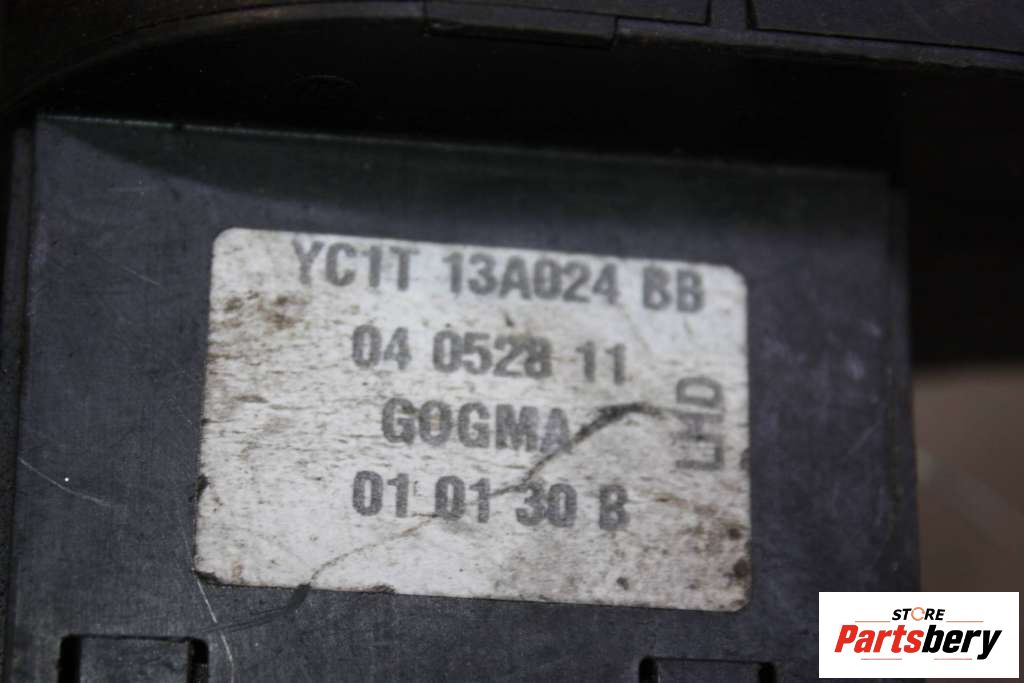 YC1T 13A024 BB
04 0528 11
GOGMA
LHD
01 01 30 B
STORE
Partsbery